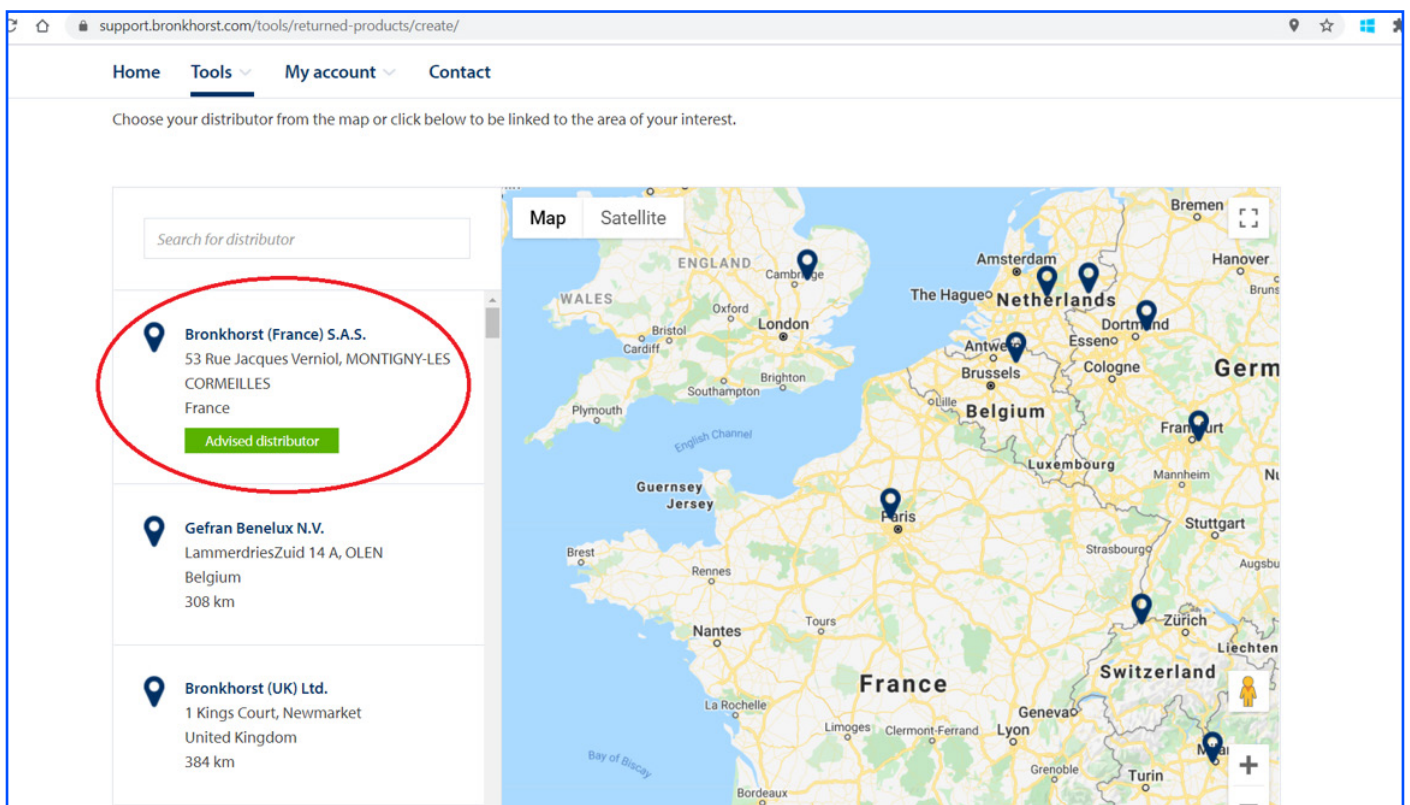 support.bronkhorst.com/tools/returned-products/create/
Home Tools My account Contact
Choose your distributor from the map or click below to be linked to the area of your interest.
Search for distributor
Bronkhorst (France) S.A.S.
53 Rue Jacques Verniol, MONTIGNY-LES
CORMEILLES
France
Advised distributor
Gefran Benelux N.V.
LammerdriesZuid 14 A, OLEN
Belgium
308 km
Bronkhorst (UK) Ltd.
1 Kings Court, Newmarket
United Kingdom
384 km
Map Satellite
Bremen
ENGLAND
Cambridge
Amsterdam
Hanover
WALES
The Hague
Netherlands
Bruns
Oxford
London
Bristol
Cardiff
Dortmund
Essen
Antwerp
Brussels
Cologne
Germ
Brighton
Southampton
Plymouth
Lille
Belgium
English Channel
Frankfurt
Luxembourg
Mannheim
Nu
Guernsey
Jersey
Paris
Stuttgart
Strasbourg
Augsbu
Brest
Rennes
Tours
Zürich
Nantes
Liechten
Switzerland
France
La Rochelle
Geneva
Limoges
Clermont-Ferrand
Lyon
Milan
Bay of Biscay
Grenoble
Turin
Bordeaux